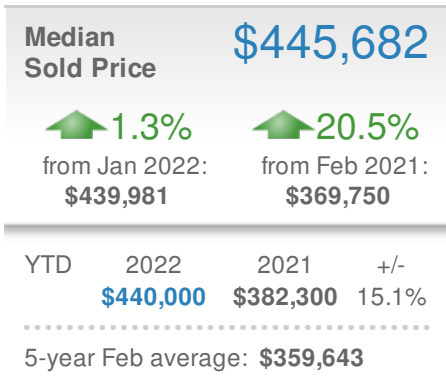 Median
Sold Price
$445,682
1.3%
20.5%
from Jan 2022:
from Feb 2021:
$439,981
$369,750
YTD 2022 2021 +/-
$440,000 $382,300 15.1%
5-year Feb average: $359,643